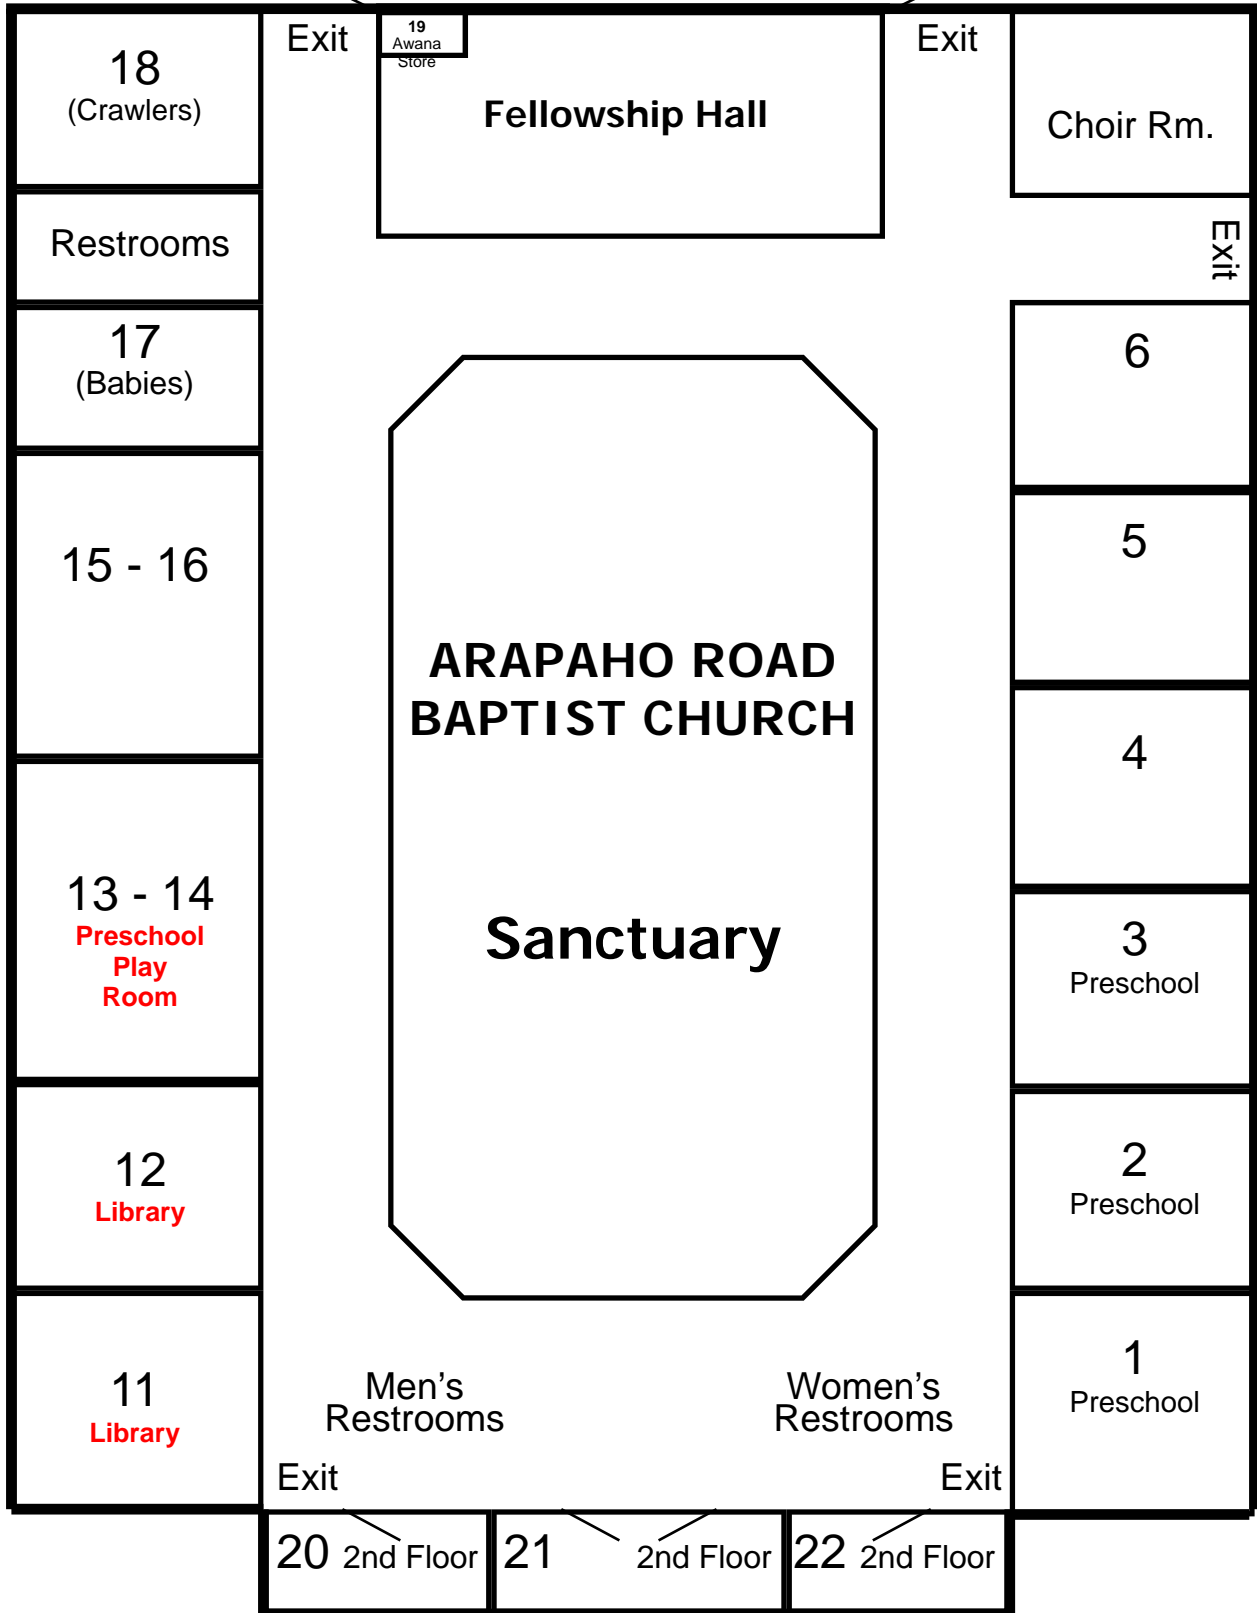 Exit
19
Awana
Store
Exit
18
(Crawlers)
Fellowship Hall
Choir Rm.
Restrooms
Exit
17
(Babies)
6
15 - 16
5
ARAPAHO ROAD
BAPTIST CHURCH
4
13 - 14
Preschool
Play
Room
Sanctuary
3
Preschool
12
Library
2
Preschool
11
Library
Men's
Restrooms
Women's
Restrooms
1
Preschool
Exit
Exit
20 2nd Floor
21 2nd Floor
22 2nd Floor